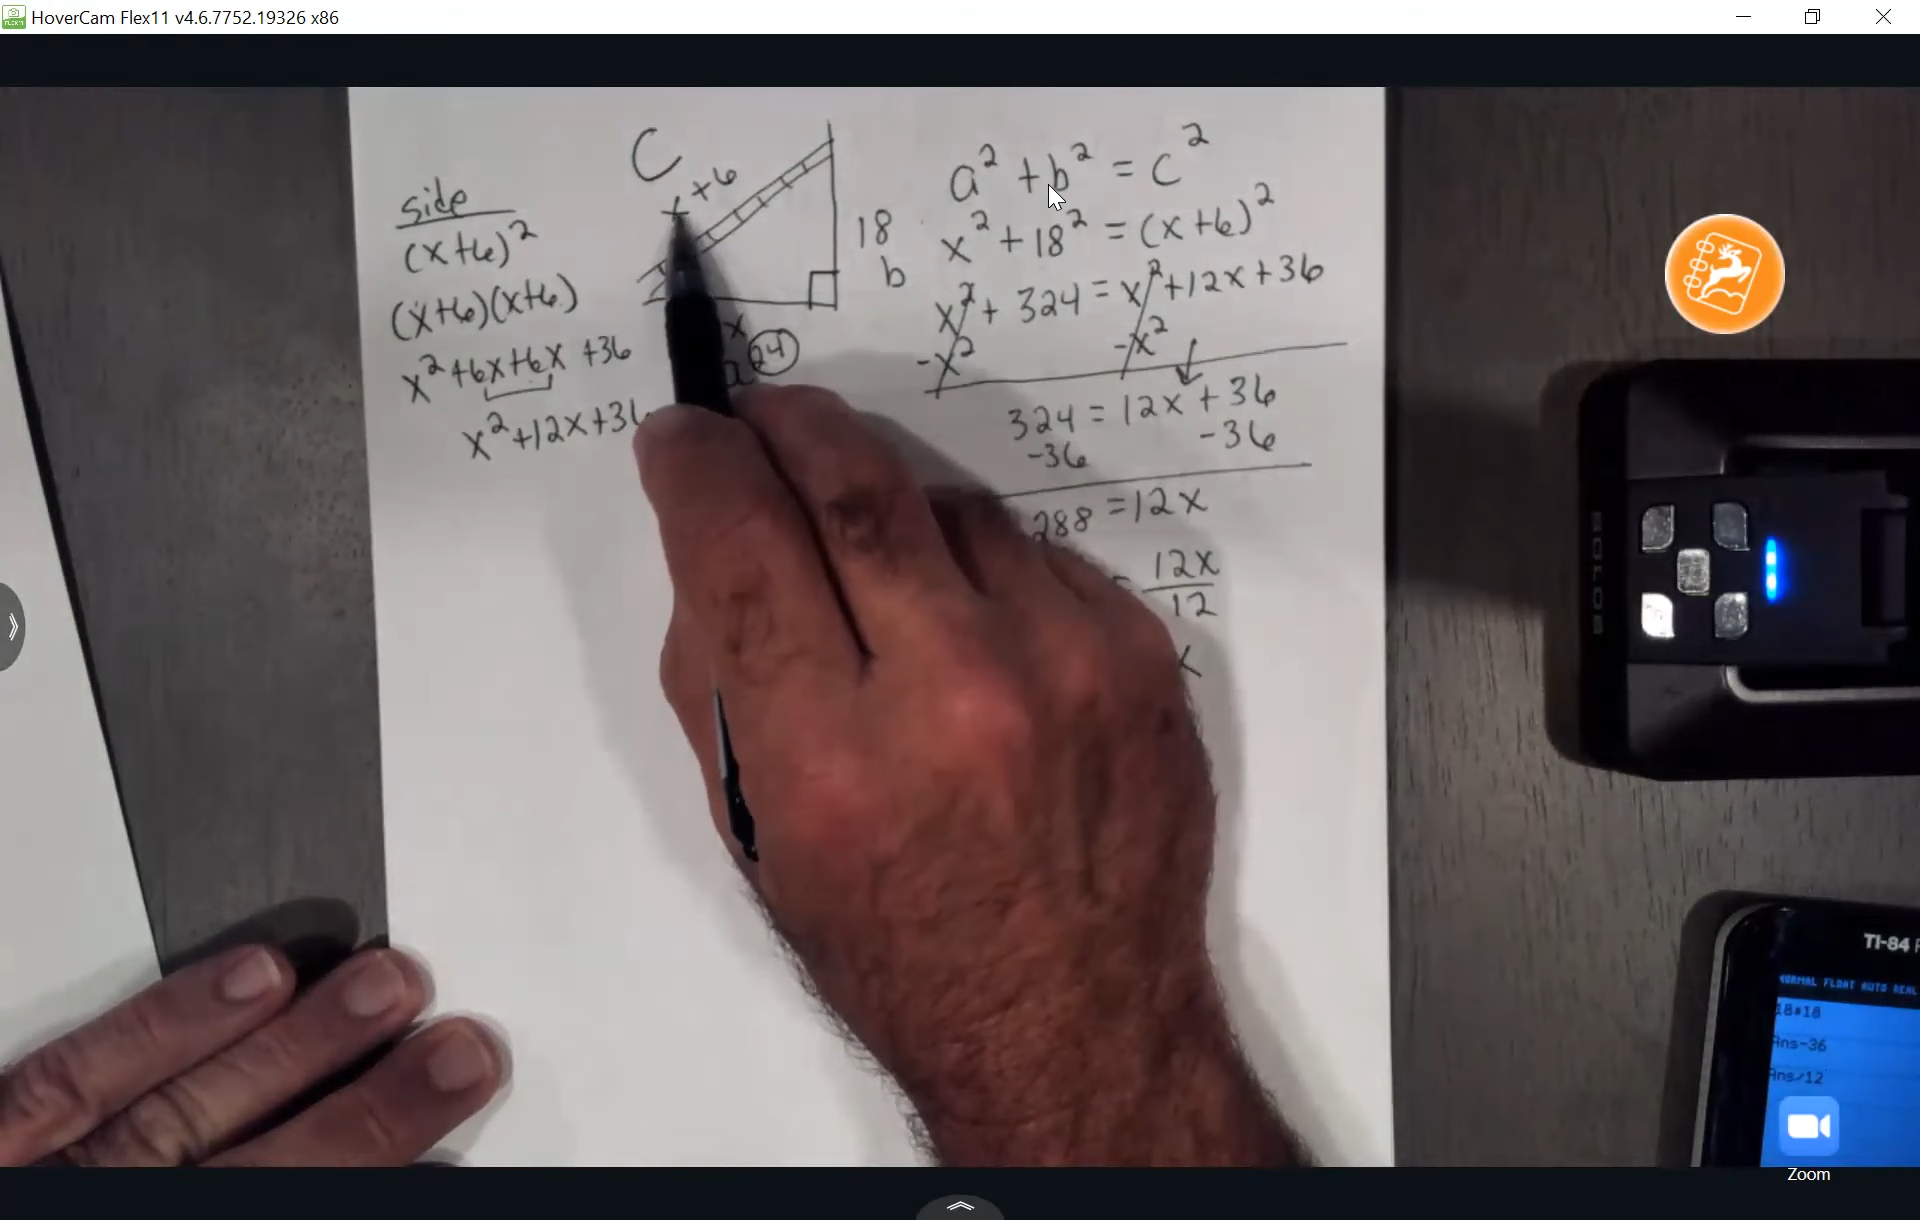 HoverCam Flex11 v4.6.7752.19326 x86
side
(x+6)²
(x+6)(x+6)
x²+6x+6x+36
x²+12x+36
C
x+6
18
b
x
a 24
a² + b² = c²
x² + 18² = (x+6)²
x² + 324 = x² + 12x + 36
-x² -x²
324 = 12x + 36
-36 -36
288 = 12x
= 12x
12
x
TI-84
NORMAL FLOAT AUTO REAL
18*18
Ans-36
Ans/12
Zoom